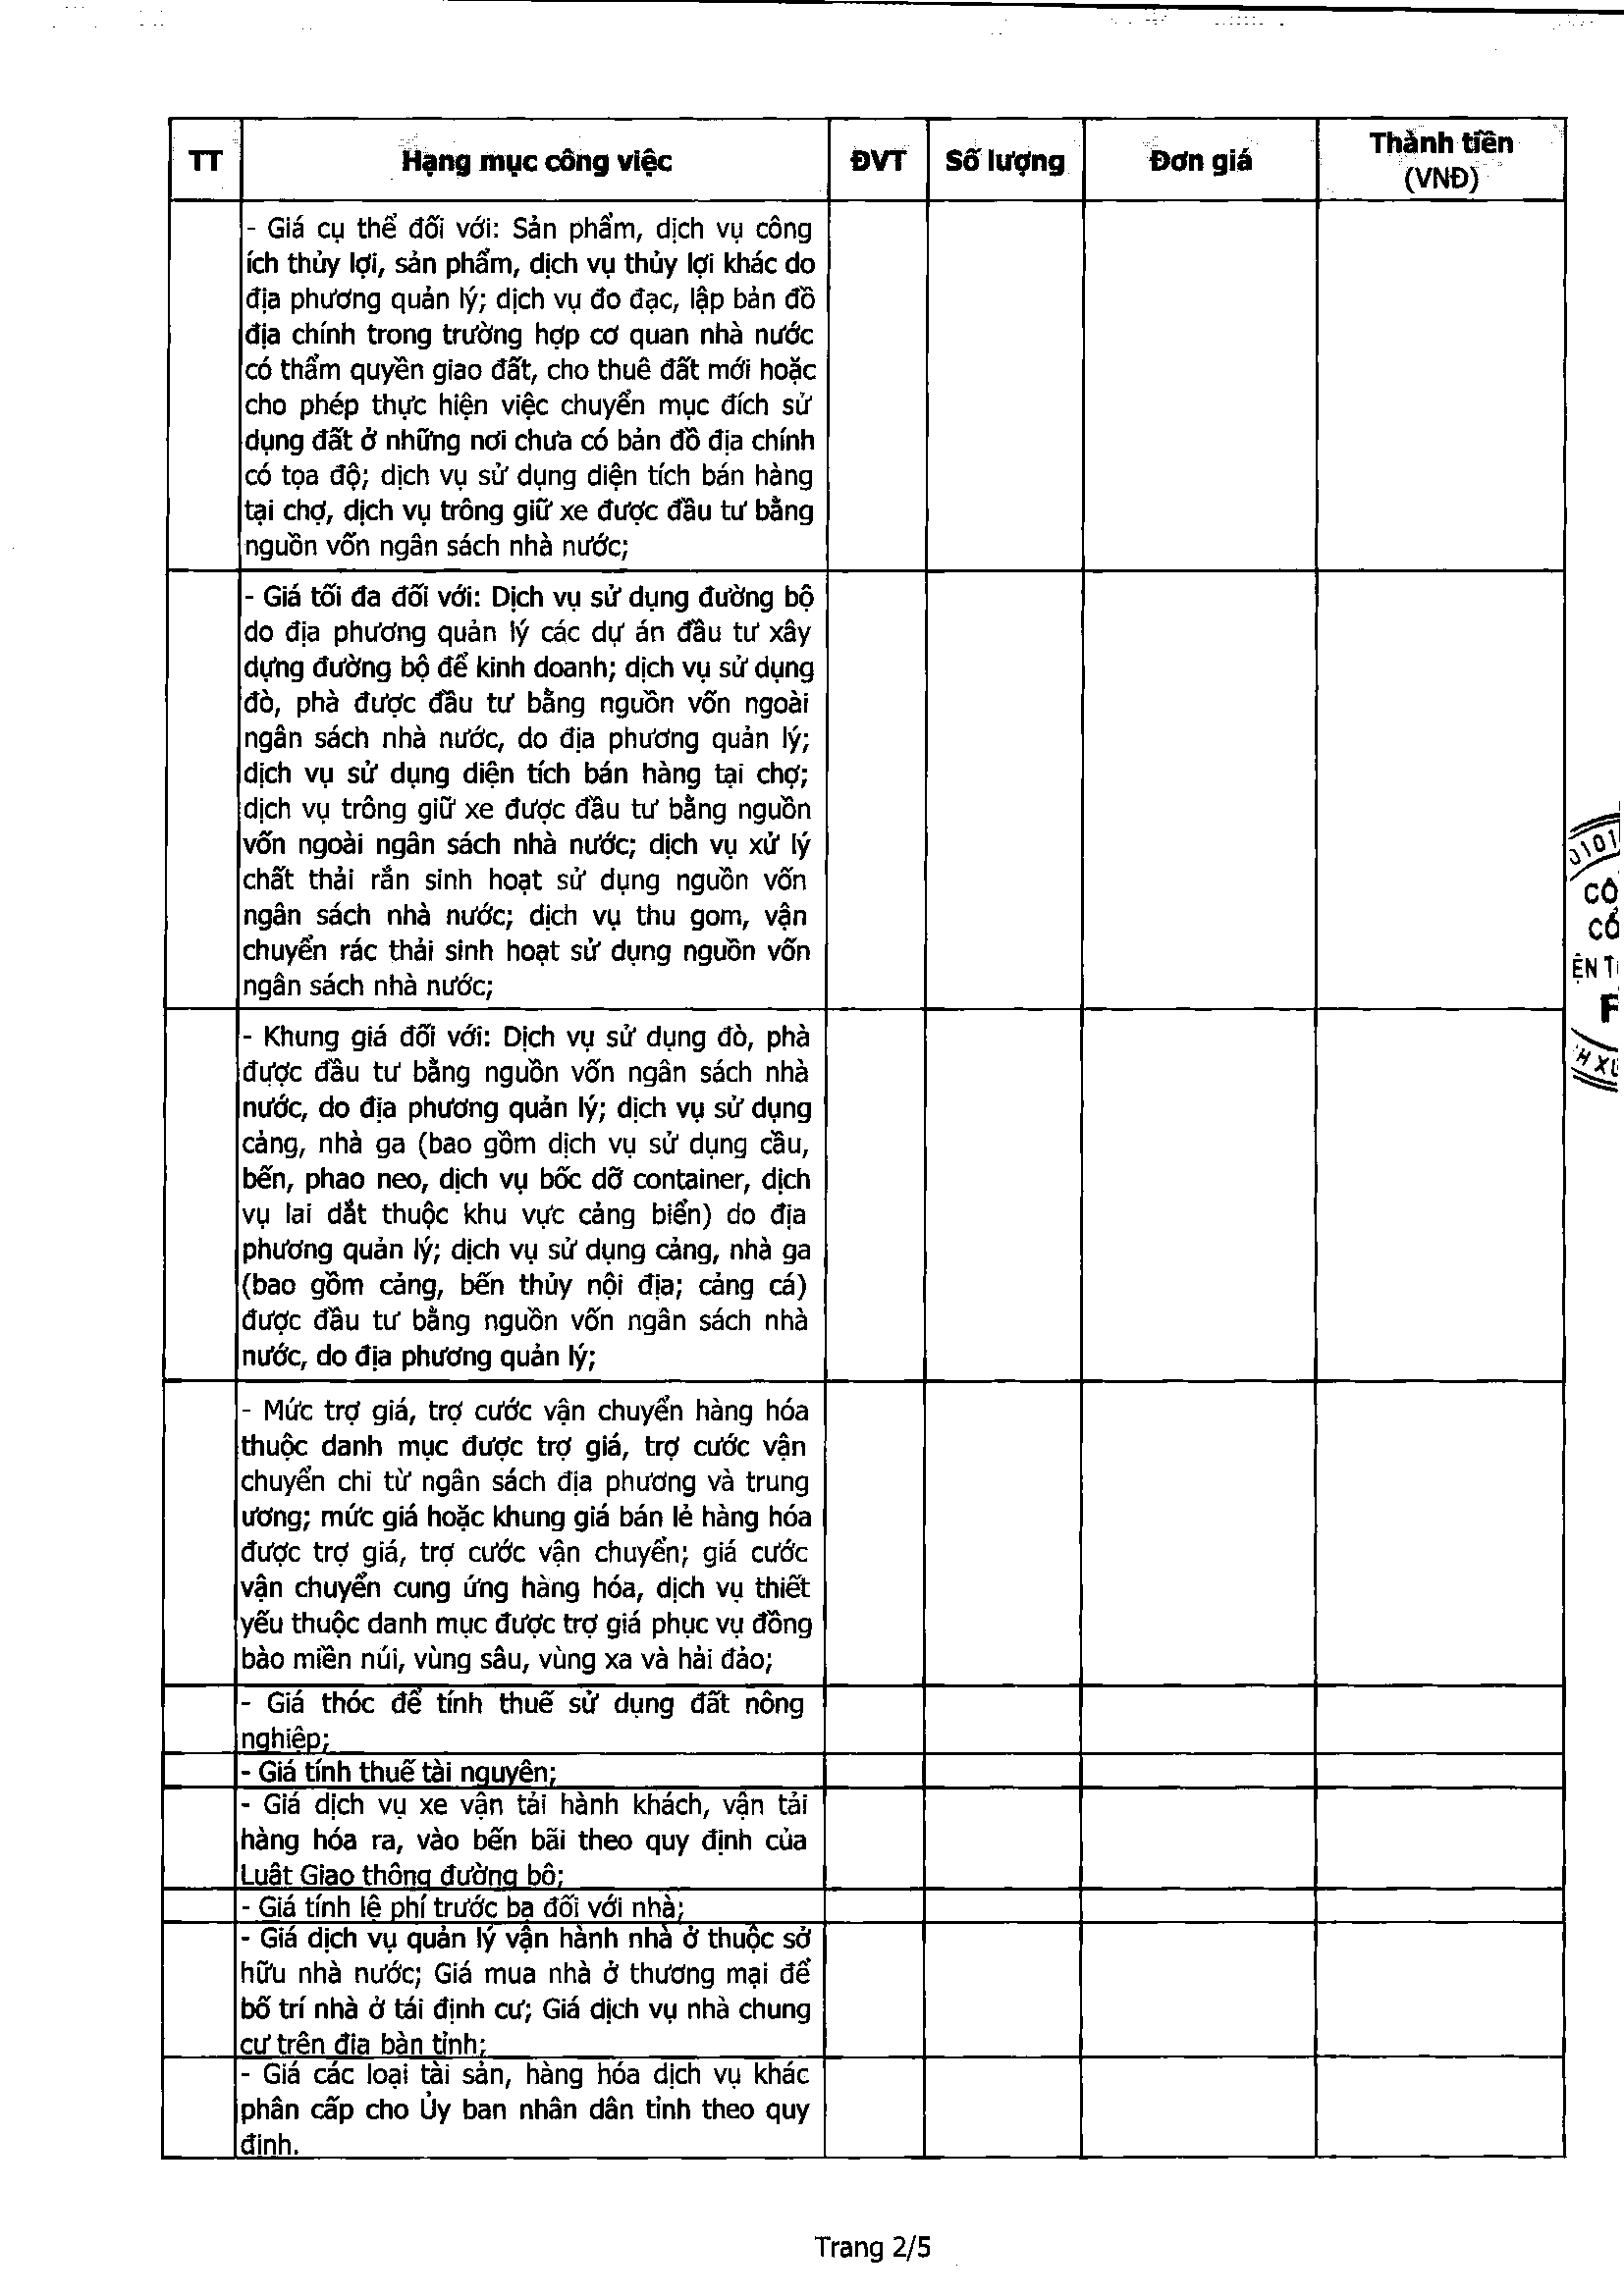 TT
Hạng mục công việc
ĐVT
Số lượng
Đơn giá
Thành tiền
(VNĐ)
- Giá cụ thể đối với: Sản phẩm, dịch vụ công
ích thủy lợi, sản phẩm, dịch vụ thủy lợi khác do
địa phương quản lý; dịch vụ đo đạc, lập bản đồ
địa chính trong trường hợp cơ quan nhà nước
có thẩm quyền giao đất, cho thuê đất mới hoặc
cho phép thực hiện việc chuyển mục đích sử
dụng đất ở những nơi chưa có bản đồ địa chính
có tọa độ; dịch vụ sử dụng diện tích bán hàng
tại chợ, dịch vụ trông giữ xe được đầu tư bằng
nguồn vốn ngân sách nhà nước;
- Giá tối đa đối với: Dịch vụ sử dụng đường bộ
do địa phương quản lý các dự án đầu tư xây
dựng đường bộ để kinh doanh; dịch vụ sử dụng
đò, phà được đầu tư bằng nguồn vốn ngoài
ngân sách nhà nước, do địa phương quản lý;
dịch vụ sử dụng diện tích bán hàng tại chợ;
dịch vụ trông giữ xe được đầu tư bằng nguồn
vốn ngoài ngân sách nhà nước; dịch vụ xử lý
chất thải rắn sinh hoạt sử dụng nguồn vốn
ngân sách nhà nước; dịch vụ thu gom, vận
chuyển rác thải sinh hoạt sử dụng nguồn vốn
ngân sách nhà nước;
- Khung giá đối với: Dịch vụ sử dụng đò, phà
được đầu tư bằng nguồn vốn ngân sách nhà
nước, do địa phương quản lý; dịch vụ sử dụng
cảng, nhà ga (bao gồm dịch vụ sử dụng cầu,
bến, phao neo, dịch vụ bốc dỡ container, dịch
vụ lai dắt thuộc khu vực cảng biển) do địa
phương quản lý; dịch vụ sử dụng cảng, nhà ga
(bao gồm cảng, bến thủy nội địa; cảng cá)
được đầu tư bằng nguồn vốn ngân sách nhà
nước, do địa phương quản lý;
- Mức trợ giá, trợ cước vận chuyển hàng hóa
thuộc danh mục được trợ giá, trợ cước vận
chuyển chi từ ngân sách địa phương và trung
ương; mức giá hoặc khung giá bán lẻ hàng hóa
được trợ giá, trợ cước vận chuyển; giá cước
vận chuyển cung ứng hàng hóa, dịch vụ thiết
yếu thuộc danh mục được trợ giá phục vụ đồng
bào miền núi, vùng sâu, vùng xa và hải đảo;
- Giá thóc để tính thuế sử dụng đất nông
nghiệp;
- Giá tính thuế tài nguyên;
- Giá dịch vụ xe vận tải hành khách, vận tải
hàng hóa ra, vào bến bãi theo quy định của
Luật Giao thông đường bộ;
- Giá tính lệ phí trước bạ đối với nhà;
- Giá dịch vụ quản lý vận hành nhà ở thuộc sở
hữu nhà nước; Giá mua nhà ở thương mại để
bố trí nhà ở tái định cư; Giá dịch vụ nhà chung
cư trên địa bàn tỉnh;
- Giá các loại tài sản, hàng hóa dịch vụ khác
phân cấp cho Ủy ban nhân dân tỉnh theo quy
định.
0101
CÔ
CỔ
ỆN T
Trang 2/5